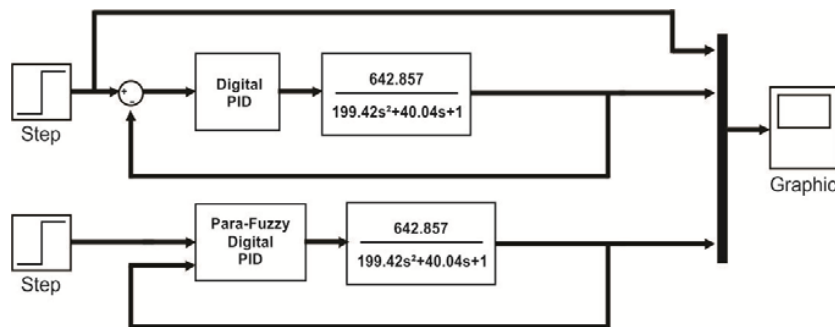 Step
+
-
Digital
PID
642.857
199.42s²+40.04s+1
Graphic
Step
Para-Fuzzy
Digital
PID
642.857
199.42s²+40.04s+1